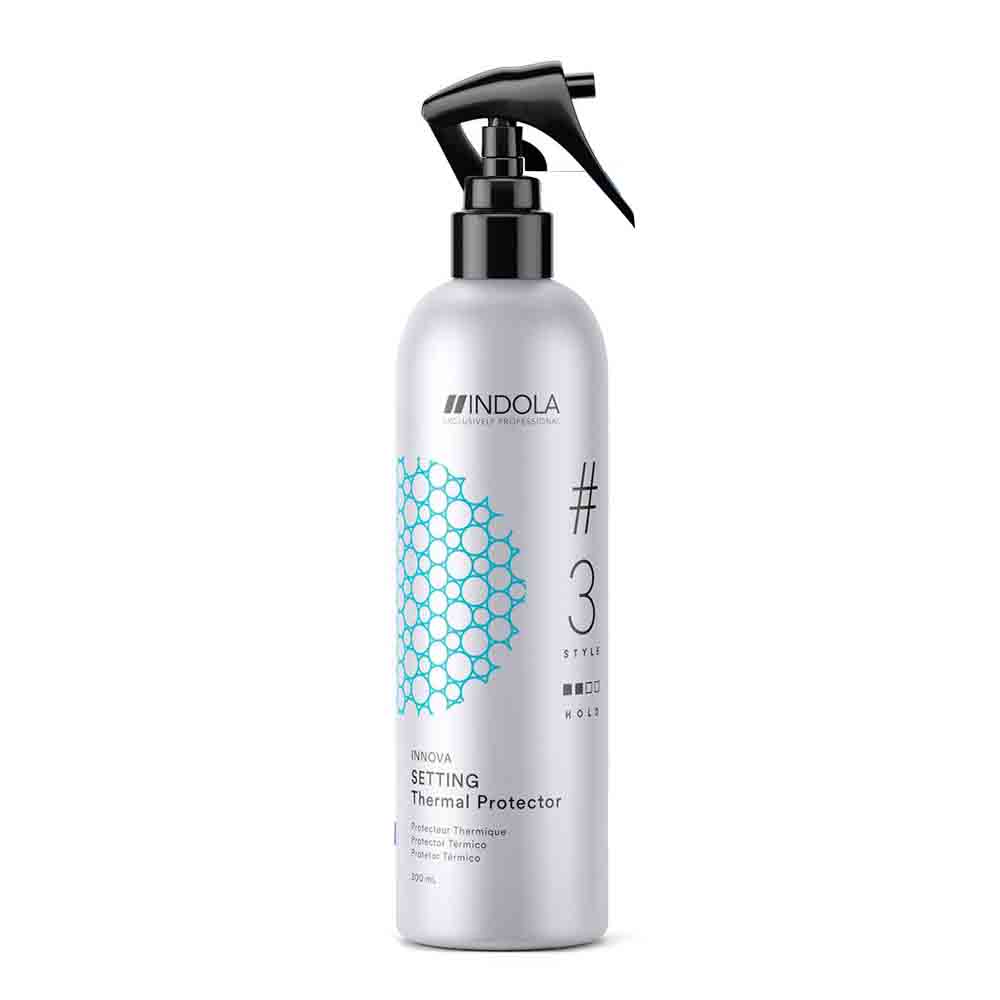 INDOLA
EXCLUSIVELY PROFESSIONAL
#
3
STYLE
HOLD
INNOVA
SETTING
Thermal Protector
Protecteur Thermique
Protector Térmico
Protetor Térmico
300 mL